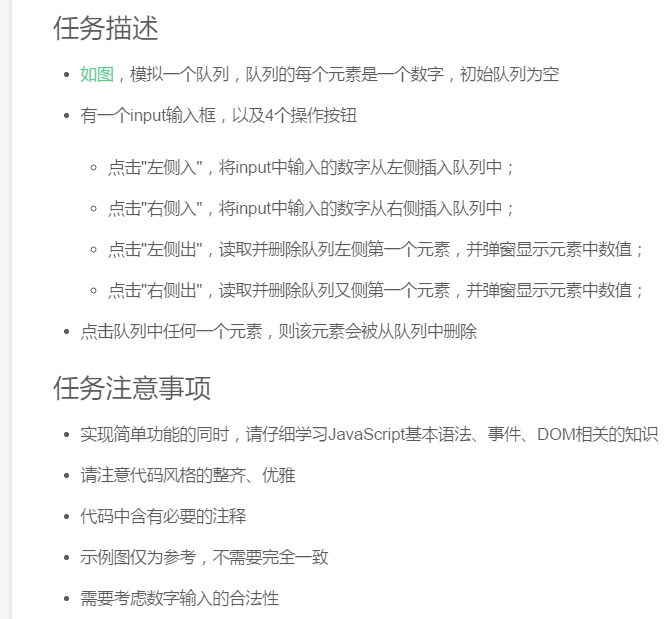 任务描述
如图，模拟一个队列，队列的每个元素是一个数字，初始队列为空
有一个input输入框，以及4个操作按钮
点击"左侧入"，将input中输入的数字从左侧插入队列中；
点击"右侧入"，将input中输入的数字从右侧插入队列中；
点击"左侧出"，读取并删除队列左侧第一个元素，并弹窗显示元素中数值；
点击"右侧出"，读取并删除队列又侧第一个元素，并弹窗显示元素中数值；
点击队列中任何一个元素，则该元素会被从队列中删除
任务注意事项
实现简单功能的同时，请仔细学习JavaScript基本语法、事件、DOM相关的知识
请注意代码风格的整齐、优雅
代码中含有必要的注释
示例图仅为参考，不需要完全一致
需要考虑数字输入的合法性